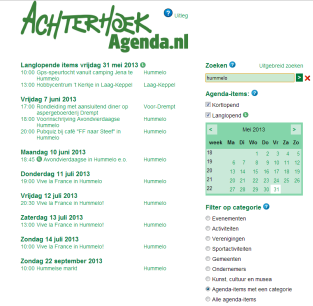 ACHTERHOEK
Agenda.nl
Uitleg
Langlopende items vrijdag 31 mei 2013
10:00 Gps-speurtocht vanuit camping Jena te Hummelo Hummelo
13:00 Hobbycentrum 't Kerkje in Laag-Keppel Laag-Keppel
Vrijdag 7 juni 2013
17:00 Rondleiding met aansluitend diner op aspergeboerderij Drempt Voor-Drempt
18:00 Voorinschrijving Avondvierdaagse Hummelo Hummelo
20:00 Pubquiz bij café "FF naar Steef" in Hummelo Hummelo
Maandag 10 juni 2013
18:45 Avondvierdaagse in Hummelo e.o Hummelo
Donderdag 11 juli 2013
19:00 Vive la France in Hummelo! Hummelo
Vrijdag 12 juli 2013
20:30 Vive la France in Hummelo! Hummelo
Zaterdag 13 juli 2013
13:00 Vive la France in Hummelo! Hummelo
Zondag 14 juli 2013
10:00 Vive la France in Hummelo! Hummelo
Zondag 22 september 2013
10:00 Hummelse markt Hummelo
Zoeken Uitgebreid zoeken
hummelo
Agenda-items:
Kortlopend
Langlopend
< Mei 2013 >
week Ma Di Wo Do Vr Za Zo
18 1 2 3 4 5
19 6 7 8 9 10 11 12
20 13 14 15 16 17 18 19
21 20 21 22 23 24 25 26
22 27 28 29 30 31
Filter op categorie
Evenementen
Activiteiten
Verenigingen
Sportactiviteiten
Gemeenten
Ondernemers
Kunst, cultuur en musea
Agenda-items met een categorie
Alle agenda-items